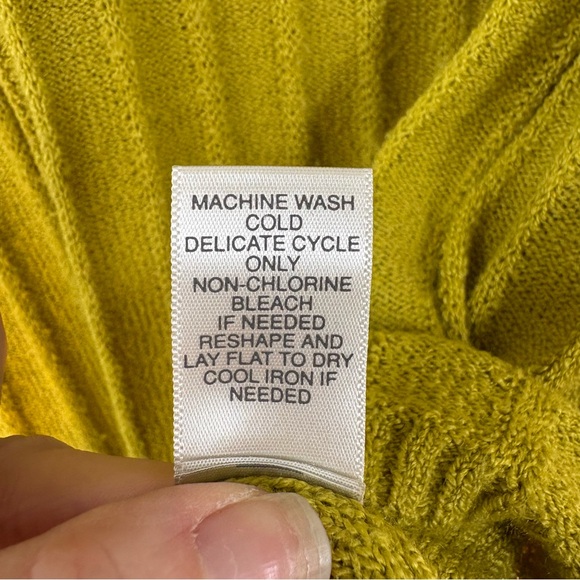 MACHINE WASH
COLD
DELICATE CYCLE
ONLY
NON-CHLORINE
BLEACH
IF NEEDED
RESHAPE AND
LAY FLAT TO DRY
COOL IRON IF
NEEDED